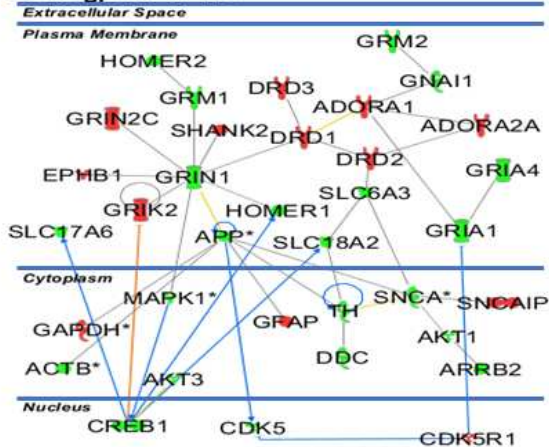 Extracellular Space
Plasma Membrane
GRM2
HOMER2
GNAI1
DRD3
GRM1
ADORA1
GRIN2C
SHANK2
DRD1
ADORA2A
DRD2
EPHB1
GRIN1
GRIA4
SLC6A3
GRIK2
HOMER1
SLC17A6
APP*
SLC18A2
GRIA1
Cytoplasm
MAPK1*
SNCA*
SNCAIP
TH
GAPDH*
GFAP
AKT1
DDC
ACTB*
AKT3
ARRB2
Nucleus
CREB1
CDK5
CDK5R1